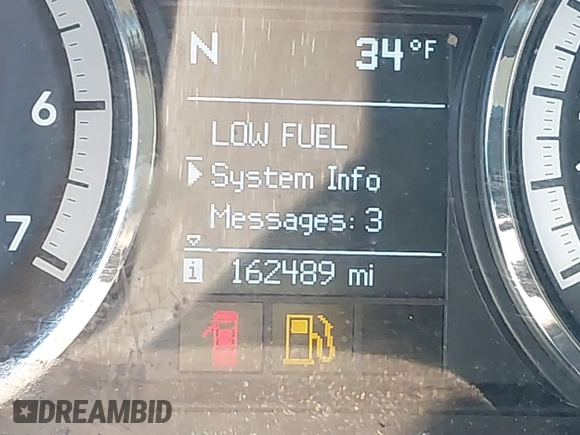 N 34°F
LOW FUEL
System Info
Messages: 3
i 162489 mi
6
7
DREAMBID